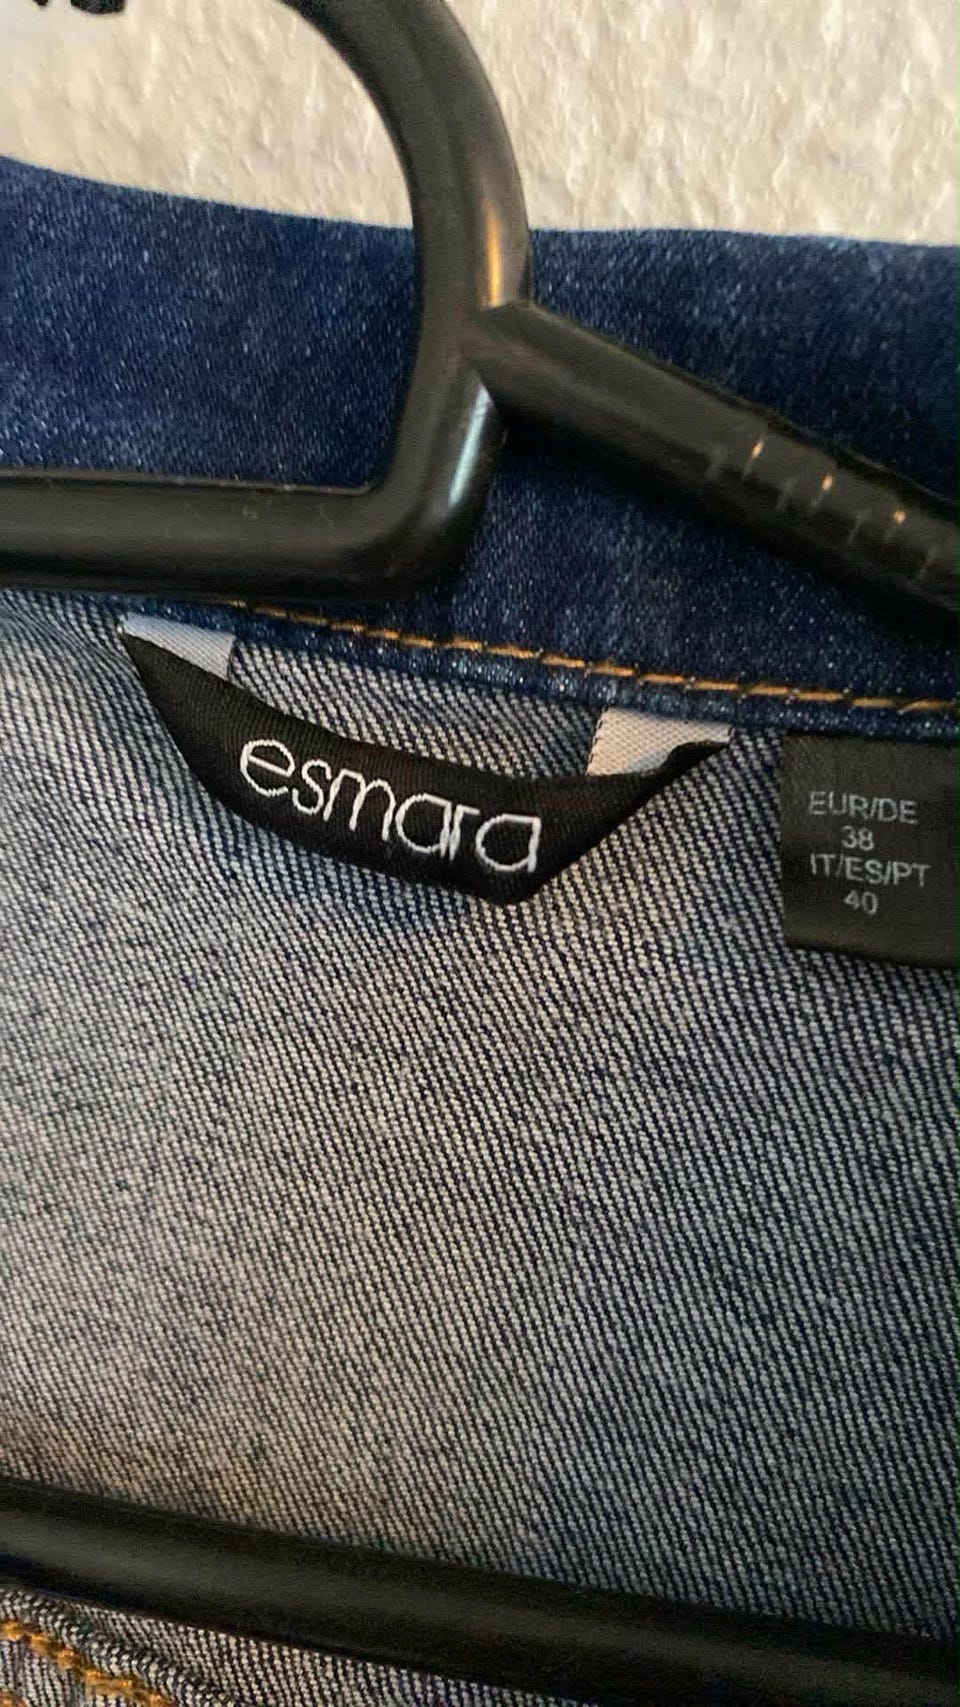 esmara
EUR/DE
38
IT/ES/PT
40